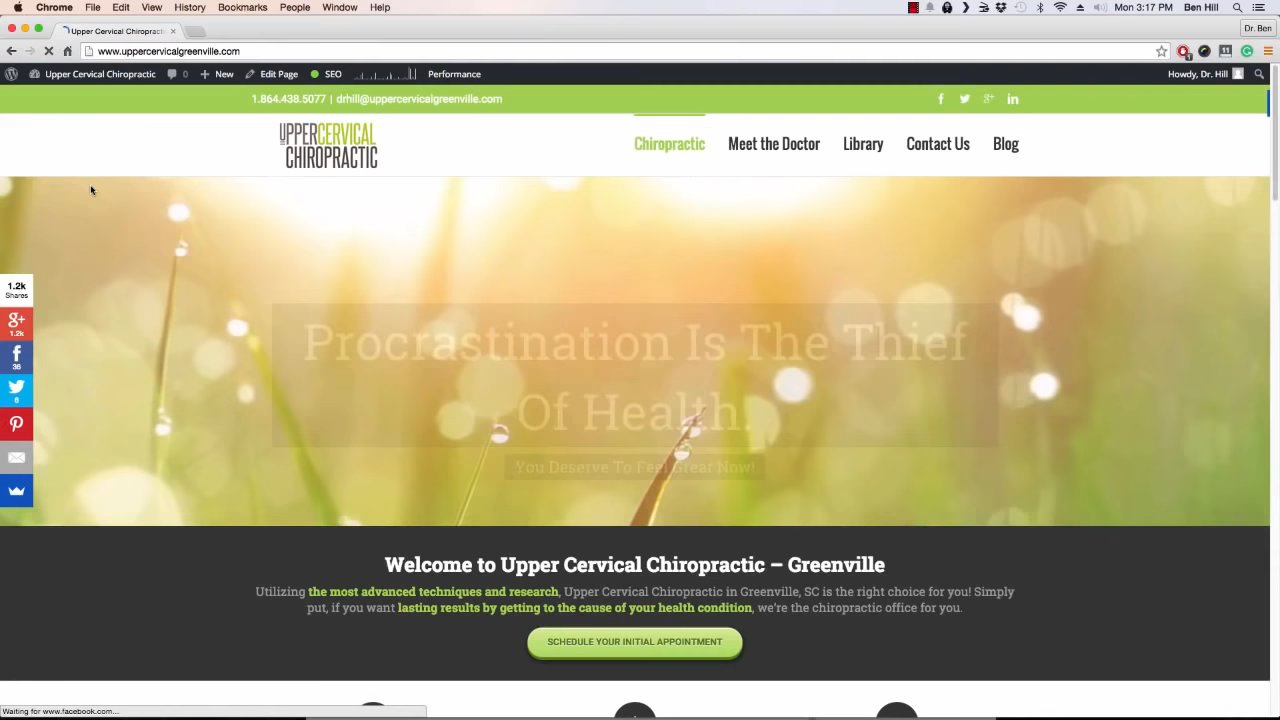 Chrome File Edit View History Bookmarks People Window Help Mon 3:17 PM Ben Hill
Upper Cervical Chiropract Dr. Ben
www.uppercervicalgreenville.com
Upper Cervical Chiropractic 0 New Edit Page SEO Performance Howdy, Dr. Hill
1.864.438.5077 | drhill@uppercervicalgreenville.com
UPPERCERVICAL
CHIROPRACTIC
Chiropractic Meet the Doctor Library Contact Us Blog
1.2k
Shares
1.2k
36
6
Procrastination Is The Thief
Of Health.
You Deserve To Feel Great Now!
Welcome to Upper Cervical Chiropractic – Greenville
Utilizing the most advanced techniques and research, Upper Cervical Chiropractic in Greenville, SC is the right choice for you! Simply
put, if you want lasting results by getting to the cause of your health condition, we're the chiropractic office for you.
SCHEDULE YOUR INITIAL APPOINTMENT
Waiting for www.facebook.com...